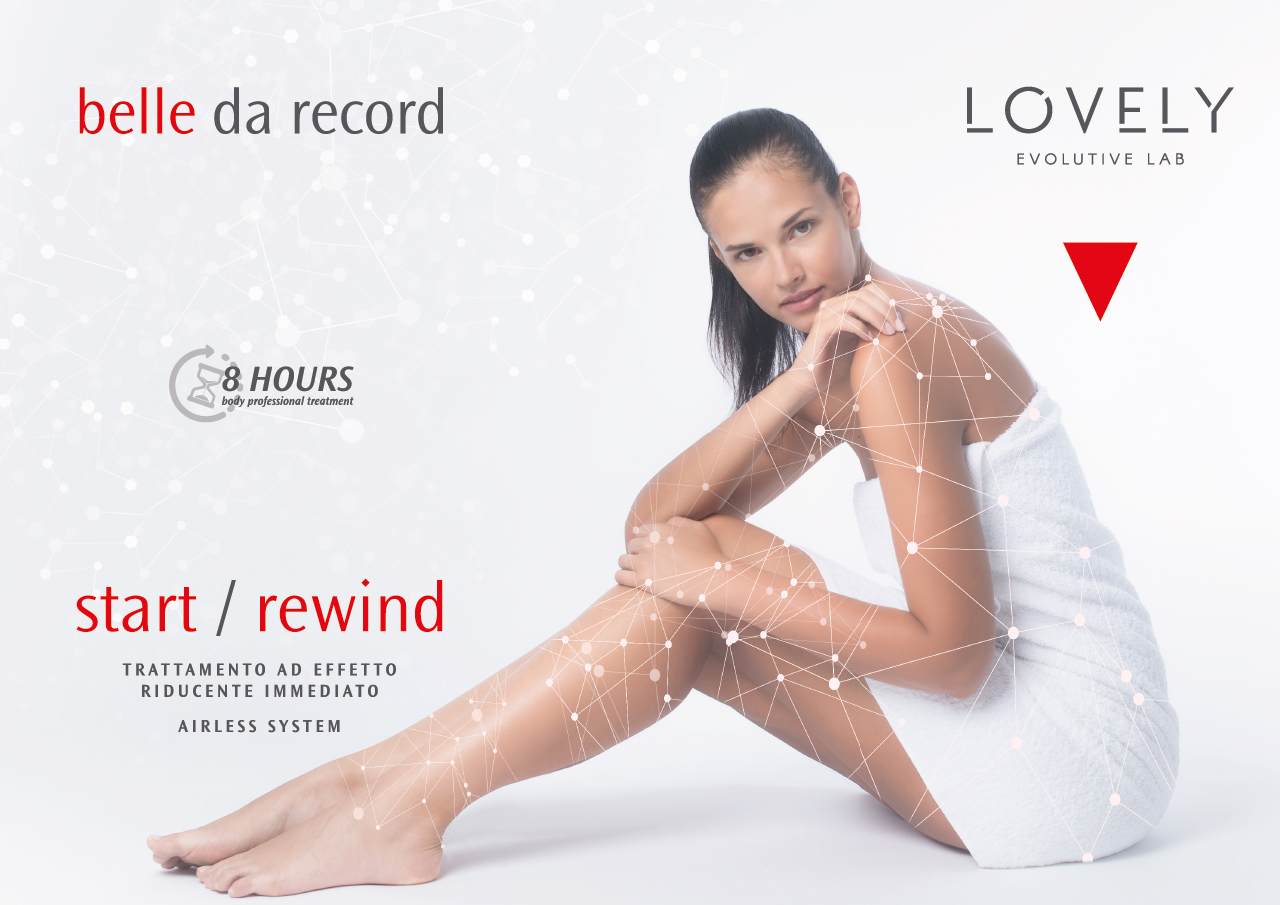 belle da record
LOVELY
EVOLUTIVE LAB
8 HOURS
body professional treatment
start / rewind
TRATTAMENTO AD EFFETTO
RIDUCENTE IMMEDIATO
AIRLESS SYSTEM